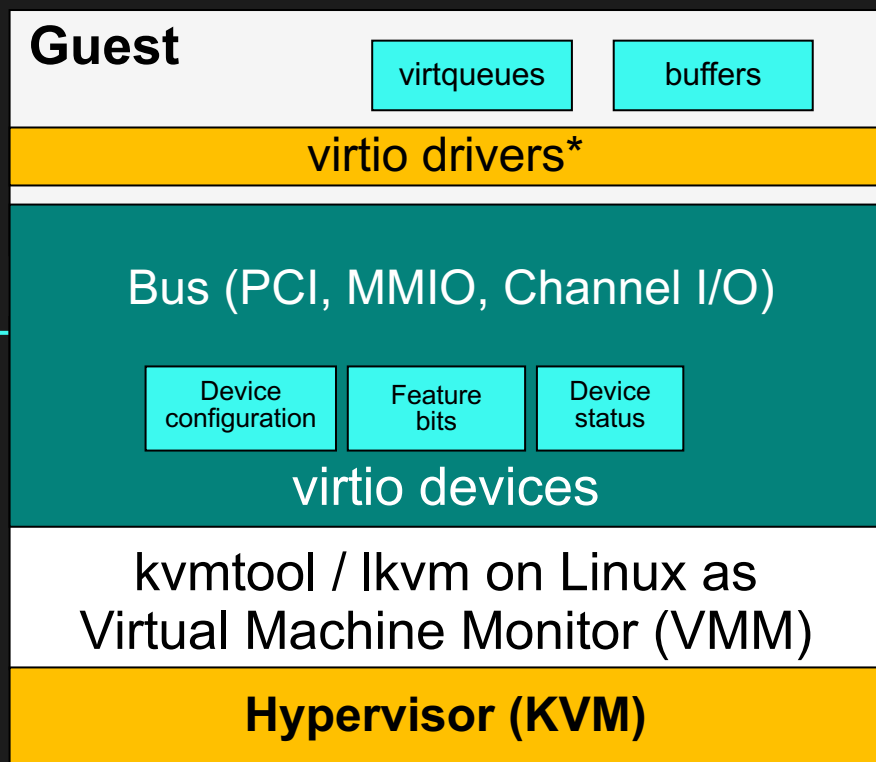 Guest
virtqueues
buffers
virtio drivers*
Bus (PCI, MMIO, Channel I/O)
Device
configuration
Feature
bits
Device
status
virtio devices
kvmtool / lkvm on Linux as
Virtual Machine Monitor (VMM)
Hypervisor (KVM)